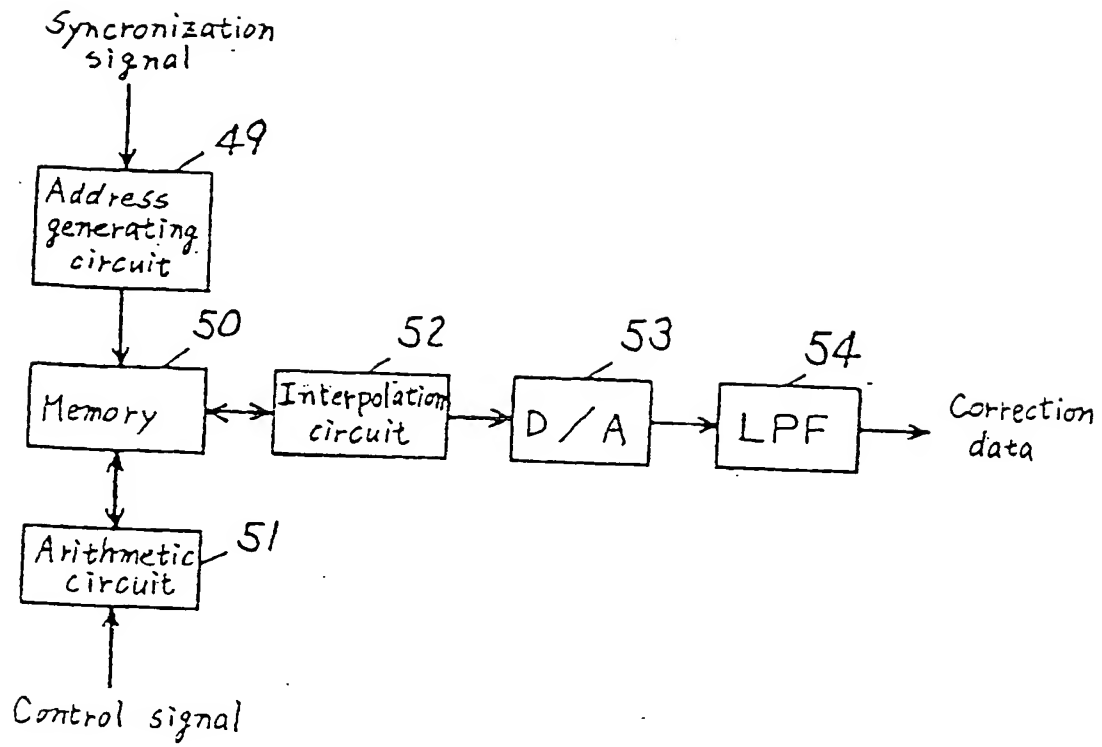 Syncronization
signal
49
Address
generating
circuit
50
52
53
54
Memory
Interpolation
circuit
D/A
LPF
Correction
data
51
Arithmetic
circuit
Control signal